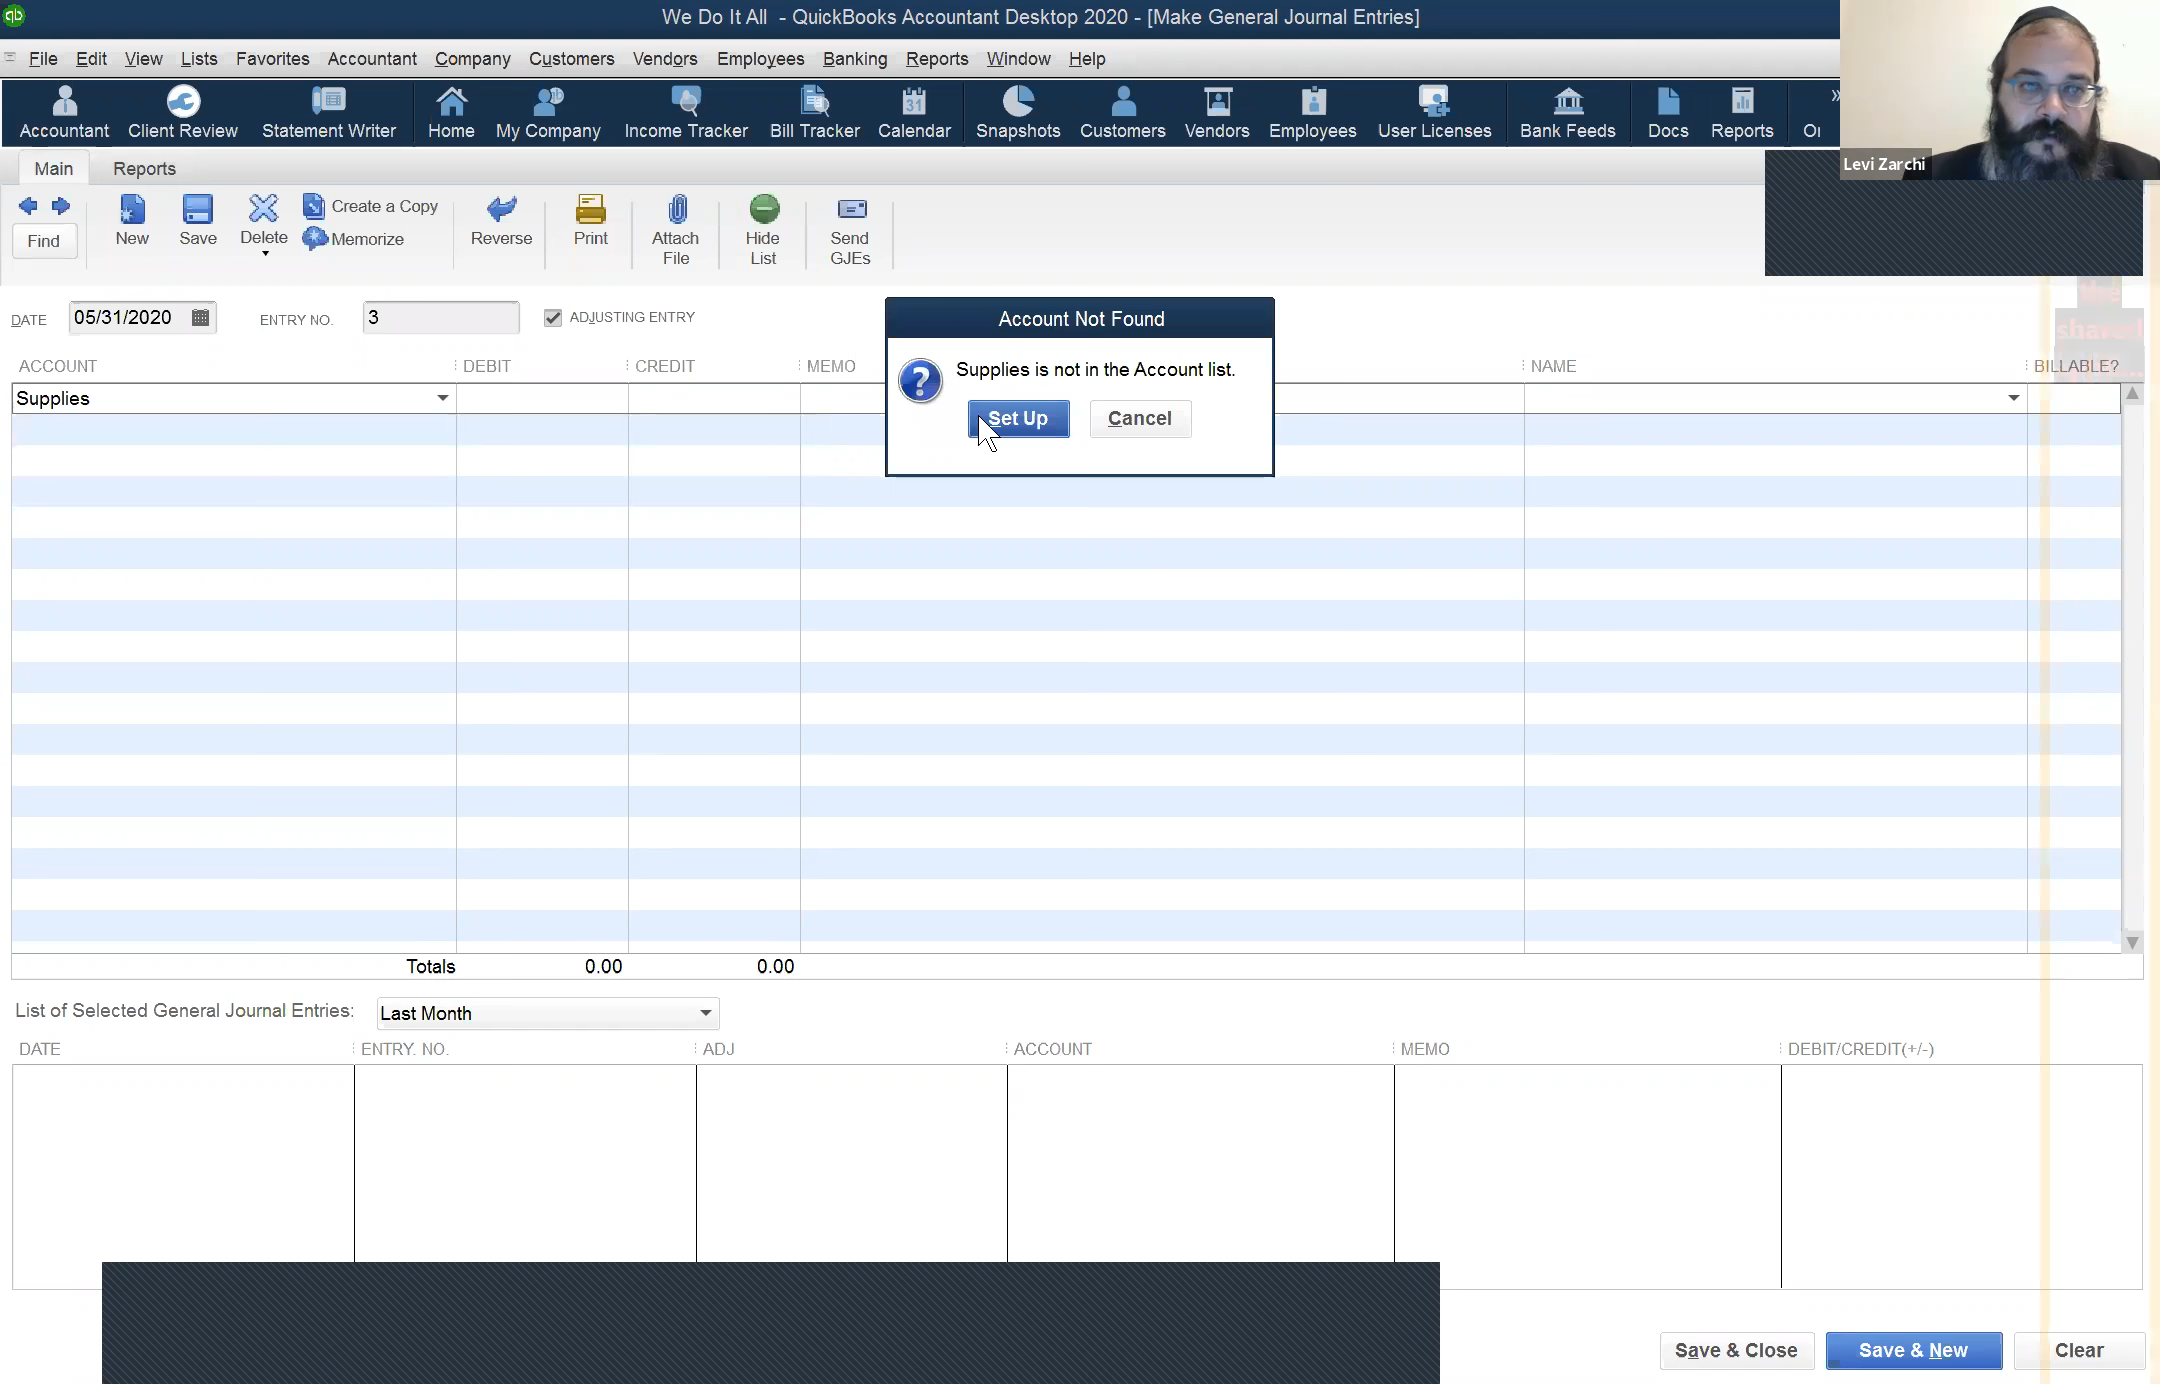 We Do It All - QuickBooks Accountant Desktop 2020 - [Make General Journal Entries]
File Edit View Lists Favorites Accountant Company Customers Vendors Employees Banking Reports Window Help
Accountant Client Review Statement Writer Home My Company Income Tracker Bill Tracker Calendar Snapshots Customers Vendors Employees User Licenses Bank Feeds Docs Reports
Levi Zarchi
Main Reports
Find New Save Delete Create a Copy Memorize Reverse Print Attach File Hide List Send GJEs
DATE 05/31/2020 ENTRY NO. 3 ADJUSTING ENTRY
Account Not Found
Supplies is not in the Account list.
Set Up Cancel
ACCOUNT DEBIT CREDIT MEMO NAME BILLABLE?
Supplies
Totals 0.00 0.00
List of Selected General Journal Entries: Last Month
DATE ENTRY. NO. ADJ ACCOUNT MEMO DEBIT/CREDIT(+/-)
Save & Close Save & New Clear